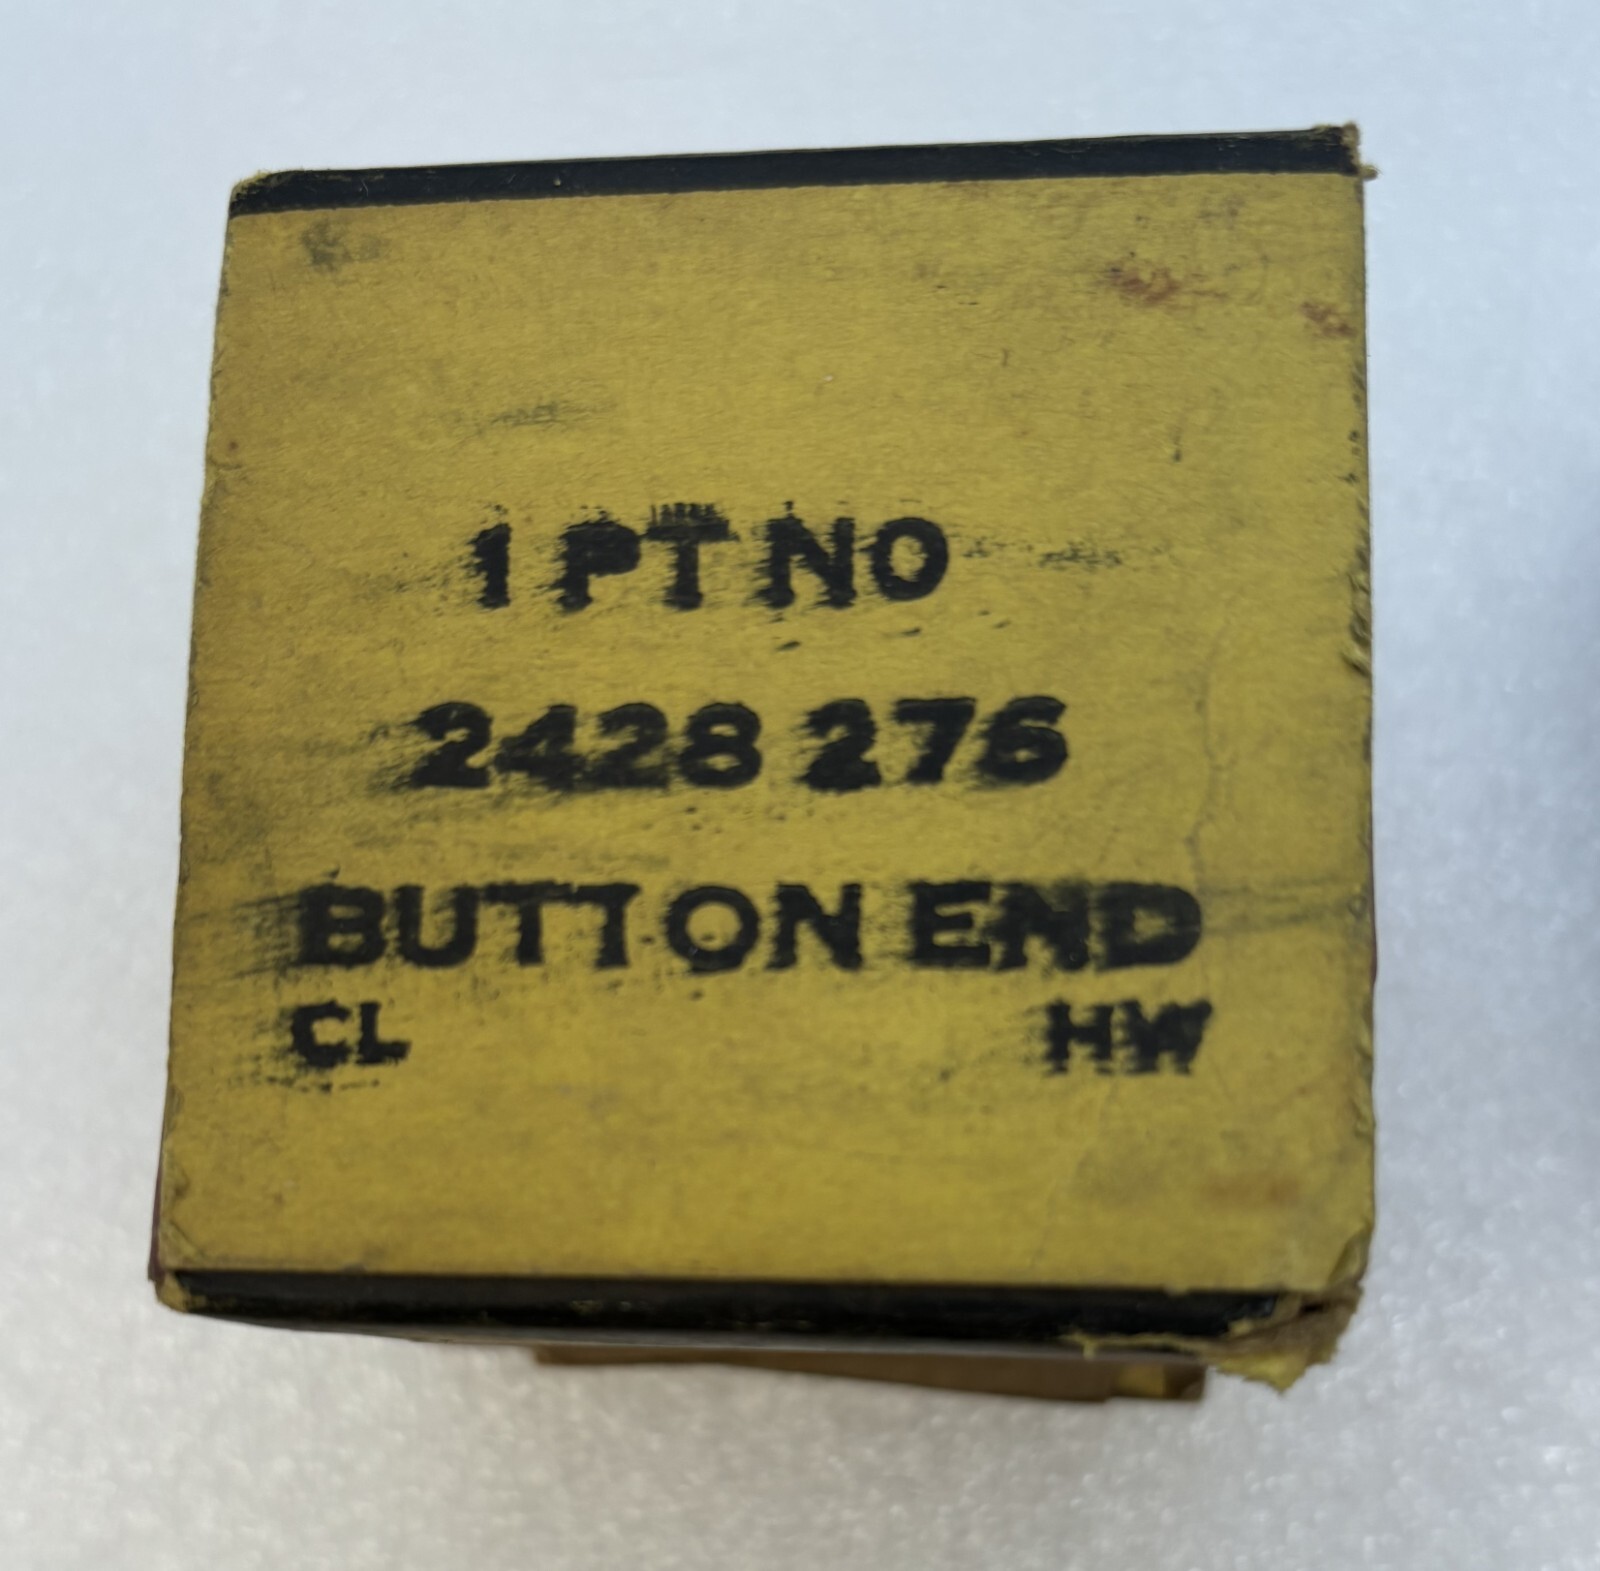 1 PT NO
2428 276
BUTTON END
CL HW